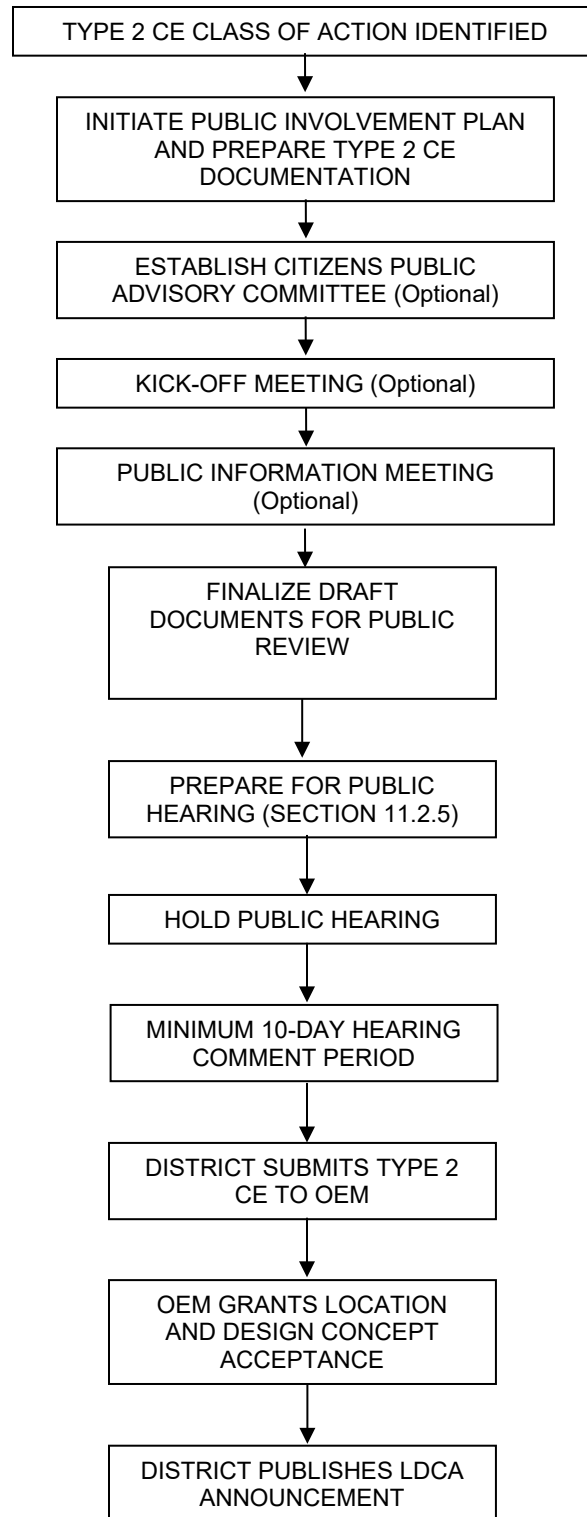 TYPE 2 CE CLASS OF ACTION IDENTIFIED
INITIATE PUBLIC INVOLVEMENT PLAN
AND PREPARE TYPE 2 CE
DOCUMENTATION
ESTABLISH CITIZENS PUBLIC
ADVISORY COMMITTEE (Optional)
KICK-OFF MEETING (Optional)
PUBLIC INFORMATION MEETING
(Optional)
FINALIZE DRAFT
DOCUMENTS FOR PUBLIC
REVIEW
PREPARE FOR PUBLIC
HEARING (SECTION 11.2.5)
HOLD PUBLIC HEARING
MINIMUM 10-DAY HEARING
COMMENT PERIOD
DISTRICT SUBMITS TYPE 2
CE TO OEM
OEM GRANTS LOCATION
AND DESIGN CONCEPT
ACCEPTANCE
DISTRICT PUBLISHES LDCA
ANNOUNCEMENT